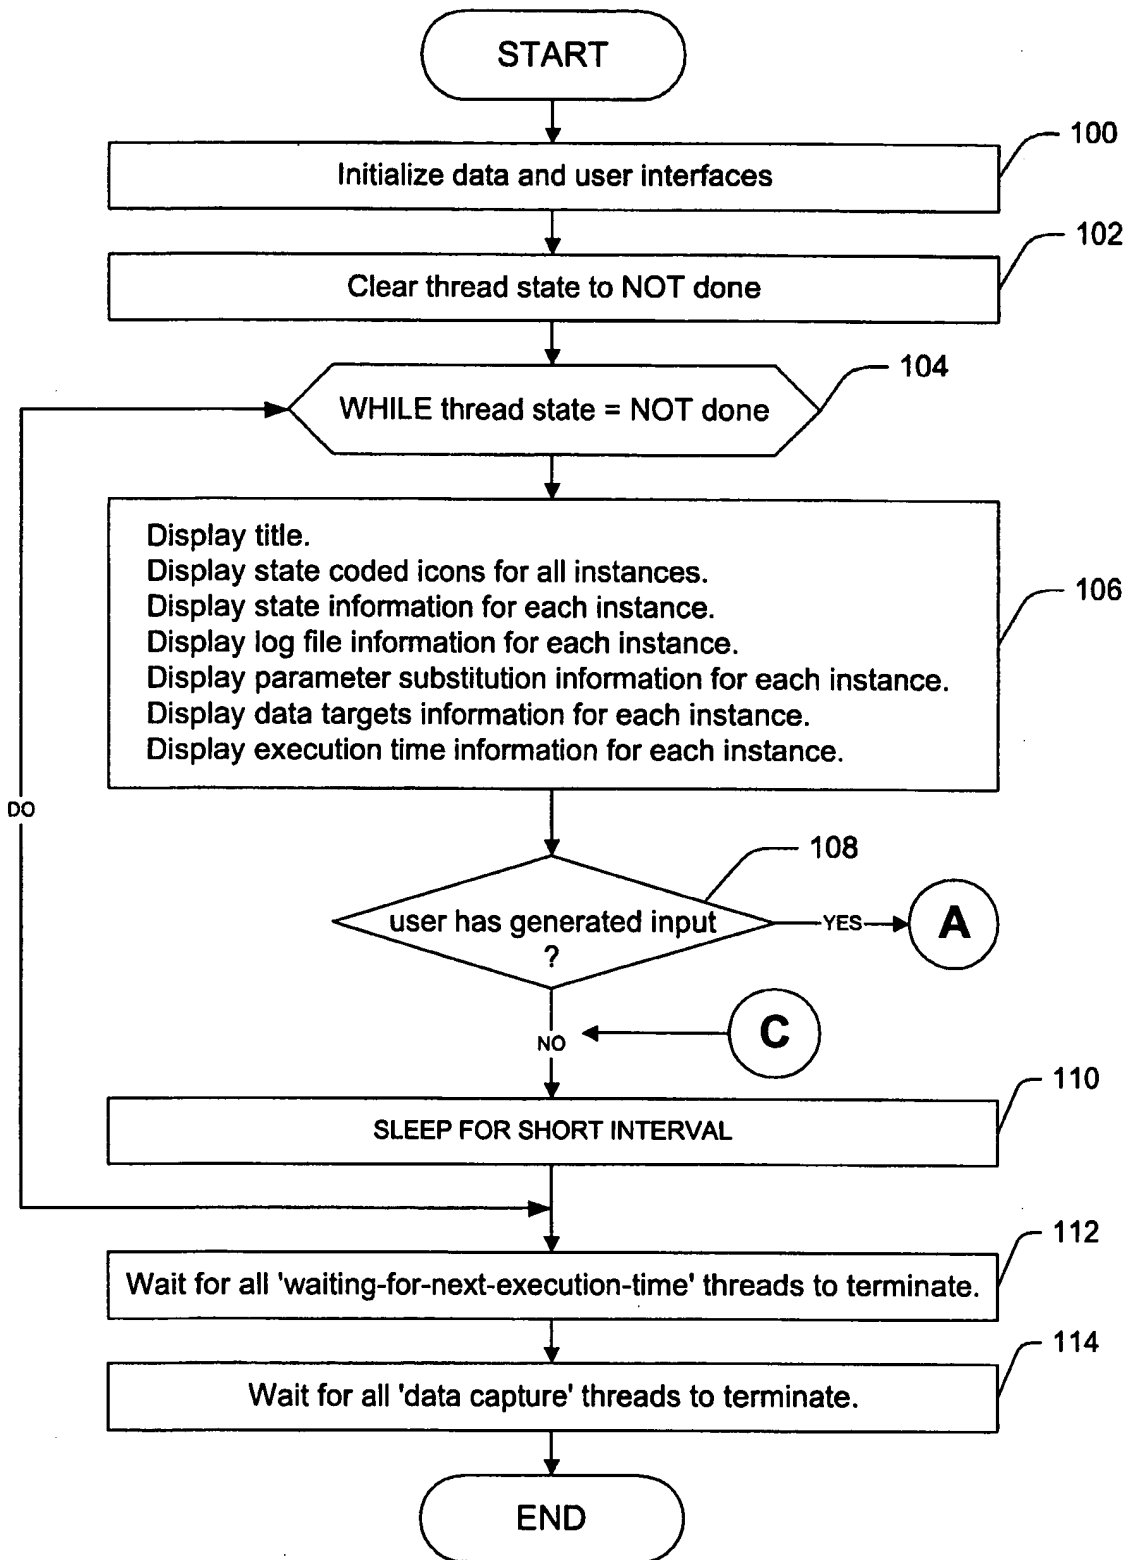 START
100
Initialize data and user interfaces
102
Clear thread state to NOT done
104
WHILE thread state = NOT done
106
Display title.
Display state coded icons for all instances.
Display state information for each instance.
Display log file information for each instance.
Display parameter substitution information for each instance.
Display data targets information for each instance.
Display execution time information for each instance.
DO
108
user has generated input
?
YES
A
NO
C
110
SLEEP FOR SHORT INTERVAL
112
Wait for all 'waiting-for-next-execution-time' threads to terminate.
114
Wait for all 'data capture' threads to terminate.
END